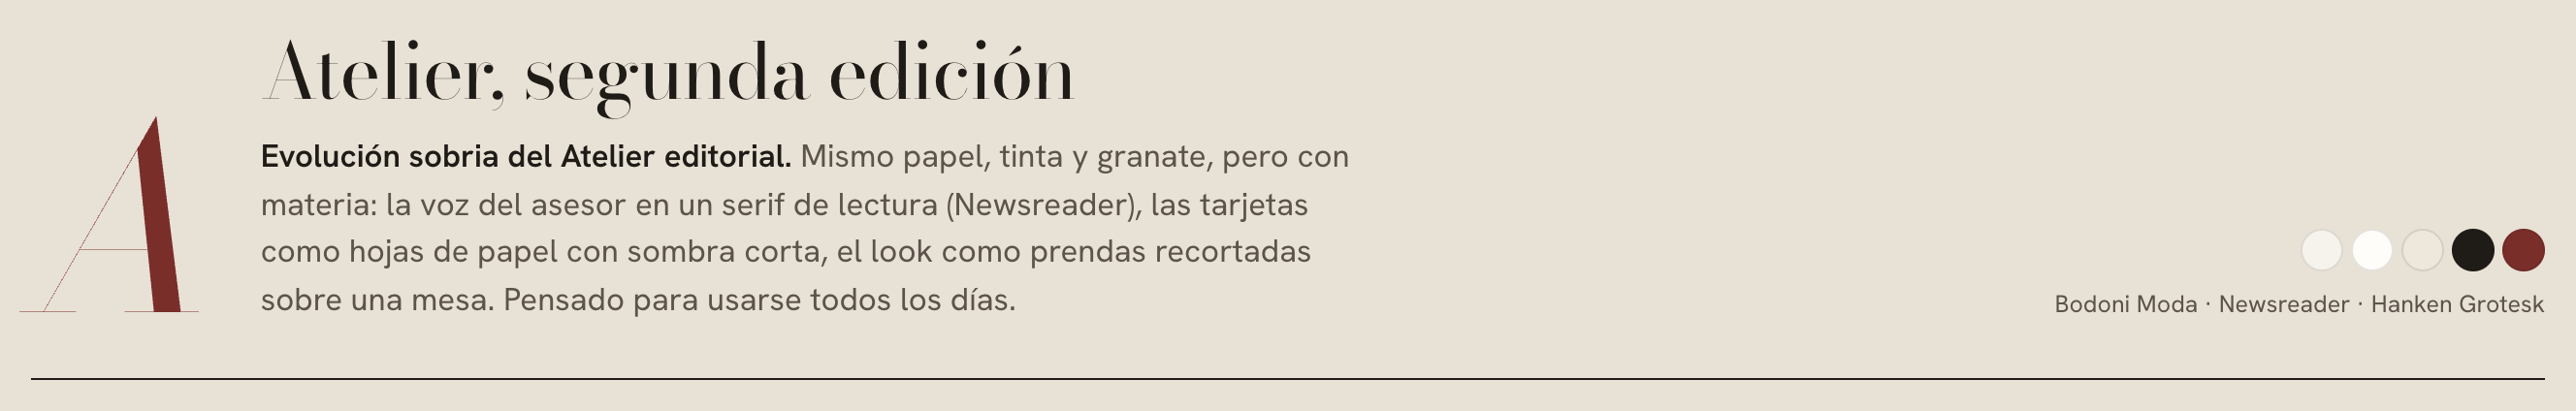 Atelier, segunda edición
A
Evolución sobria del Atelier editorial. Mismo papel, tinta y granate, pero con
materia: la voz del asesor en un serif de lectura (Newsreader), las tarjetas
como hojas de papel con sombra corta, el look como prendas recortadas
sobre una mesa. Pensado para usarse todos los días.
Bodoni Moda · Newsreader · Hanken Grotesk